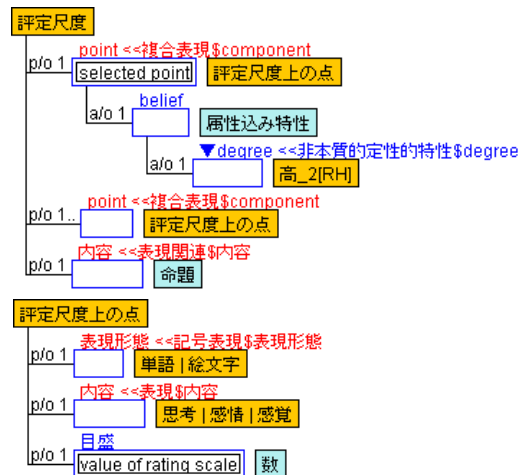 評定尺度
point <<複合表現$component
p/o 1 selected point 評定尺度上の点
belief
a/o 1 属性込み特性
▼degree <<非本質的定性的特性$degree
a/o 1 高_2[RH]
point <<複合表現$component
p/o 1.. 評定尺度上の点
内容 <<表現関連$内容
p/o 1 命題
評定尺度上の点
表現形態 <<記号表現$表現形態
p/o 1 単語 | 絵文字
内容 <<表現$内容
p/o 1 思考 | 感情 | 感覚
目盛
p/o 1 value of rating scale 数